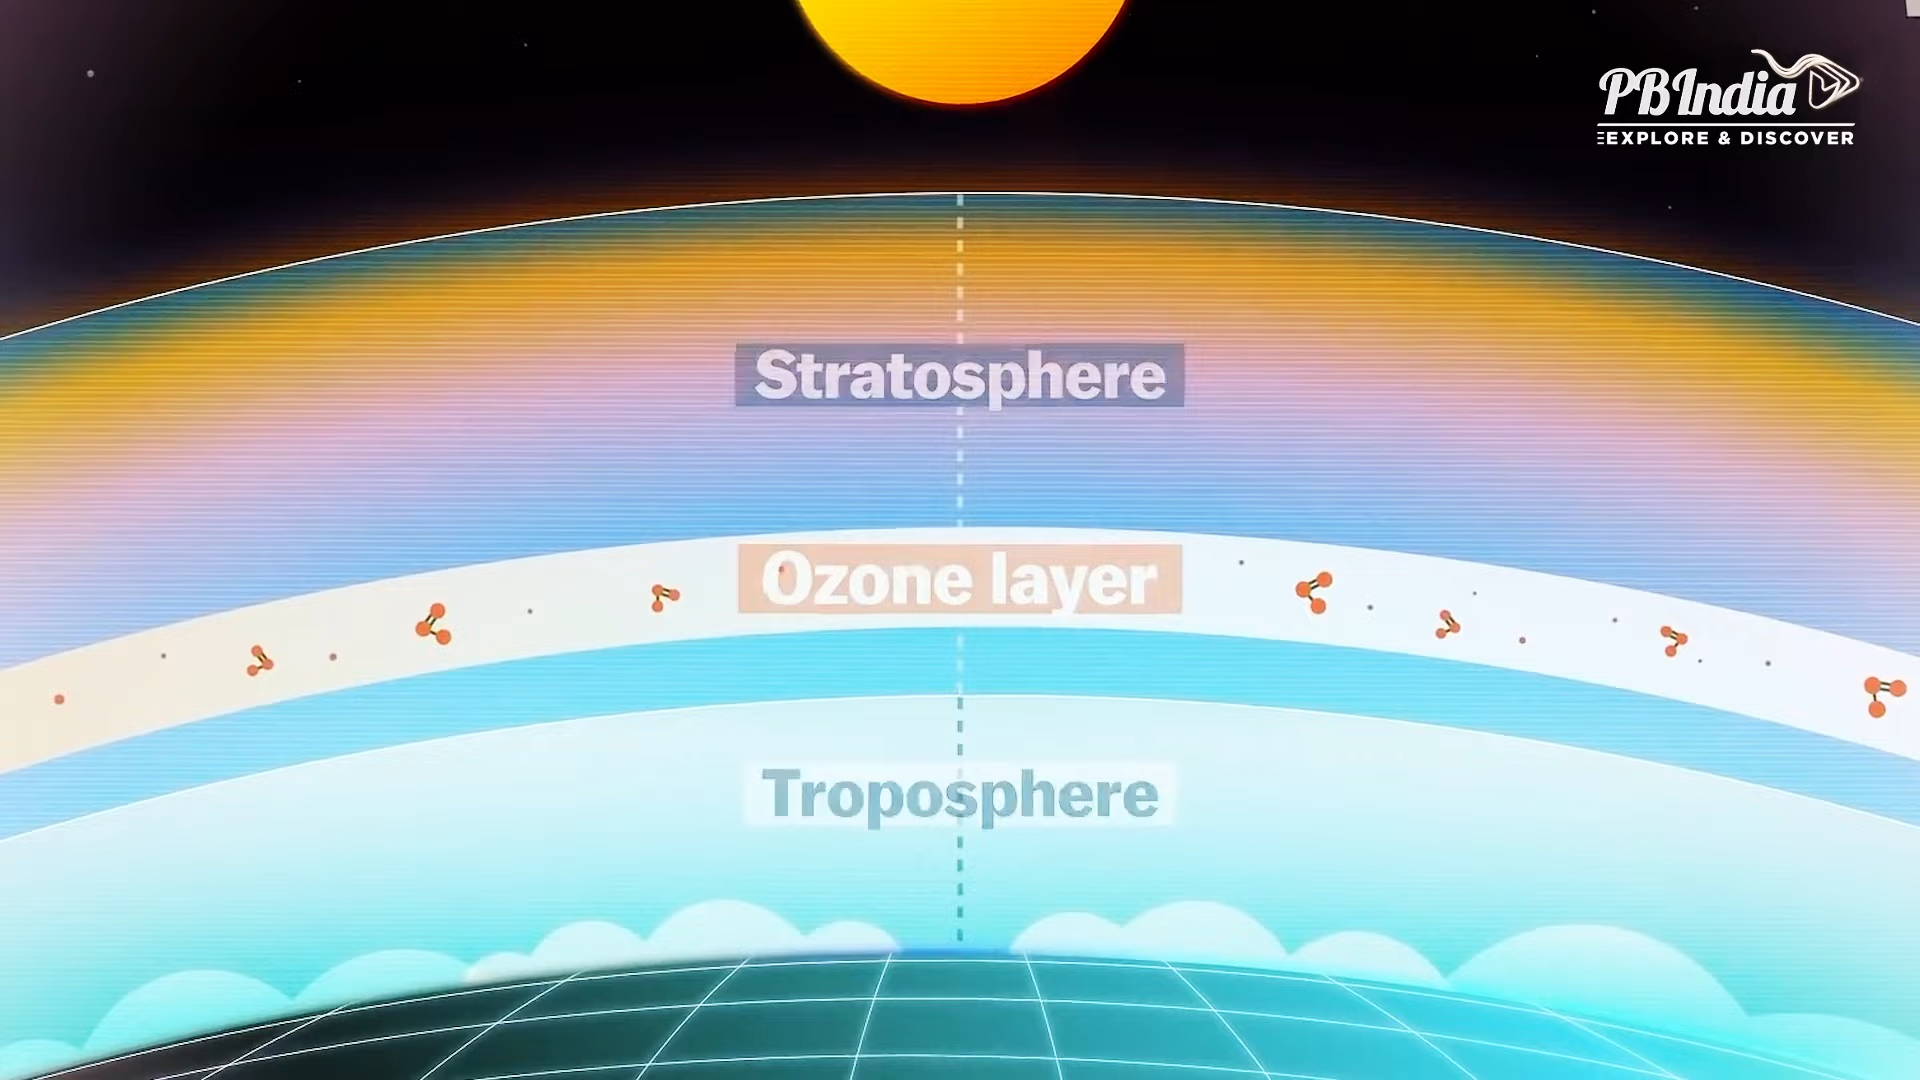 PBIndia
EXPLORE & DISCOVER
Stratosphere
Ozone layer
Troposphere